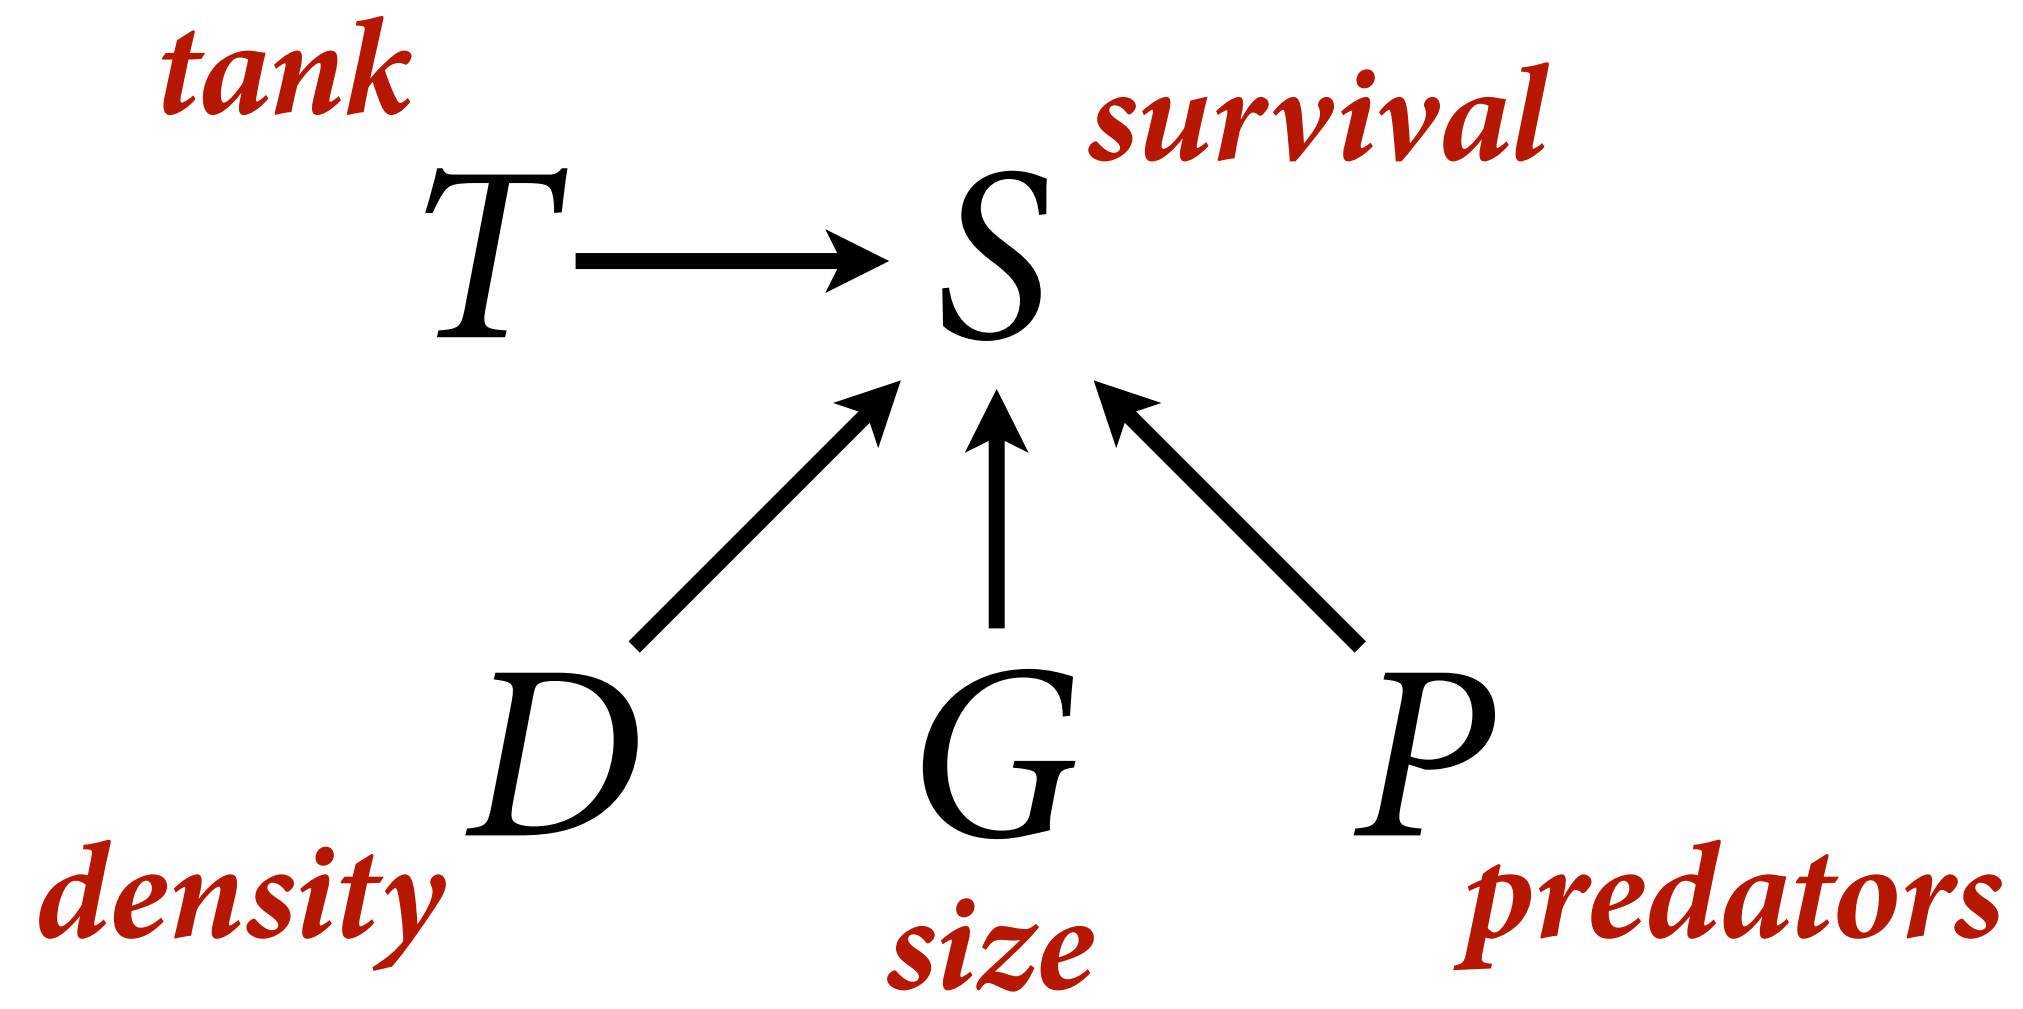 tank
survival
T
S
D
G
P
density
size
predators